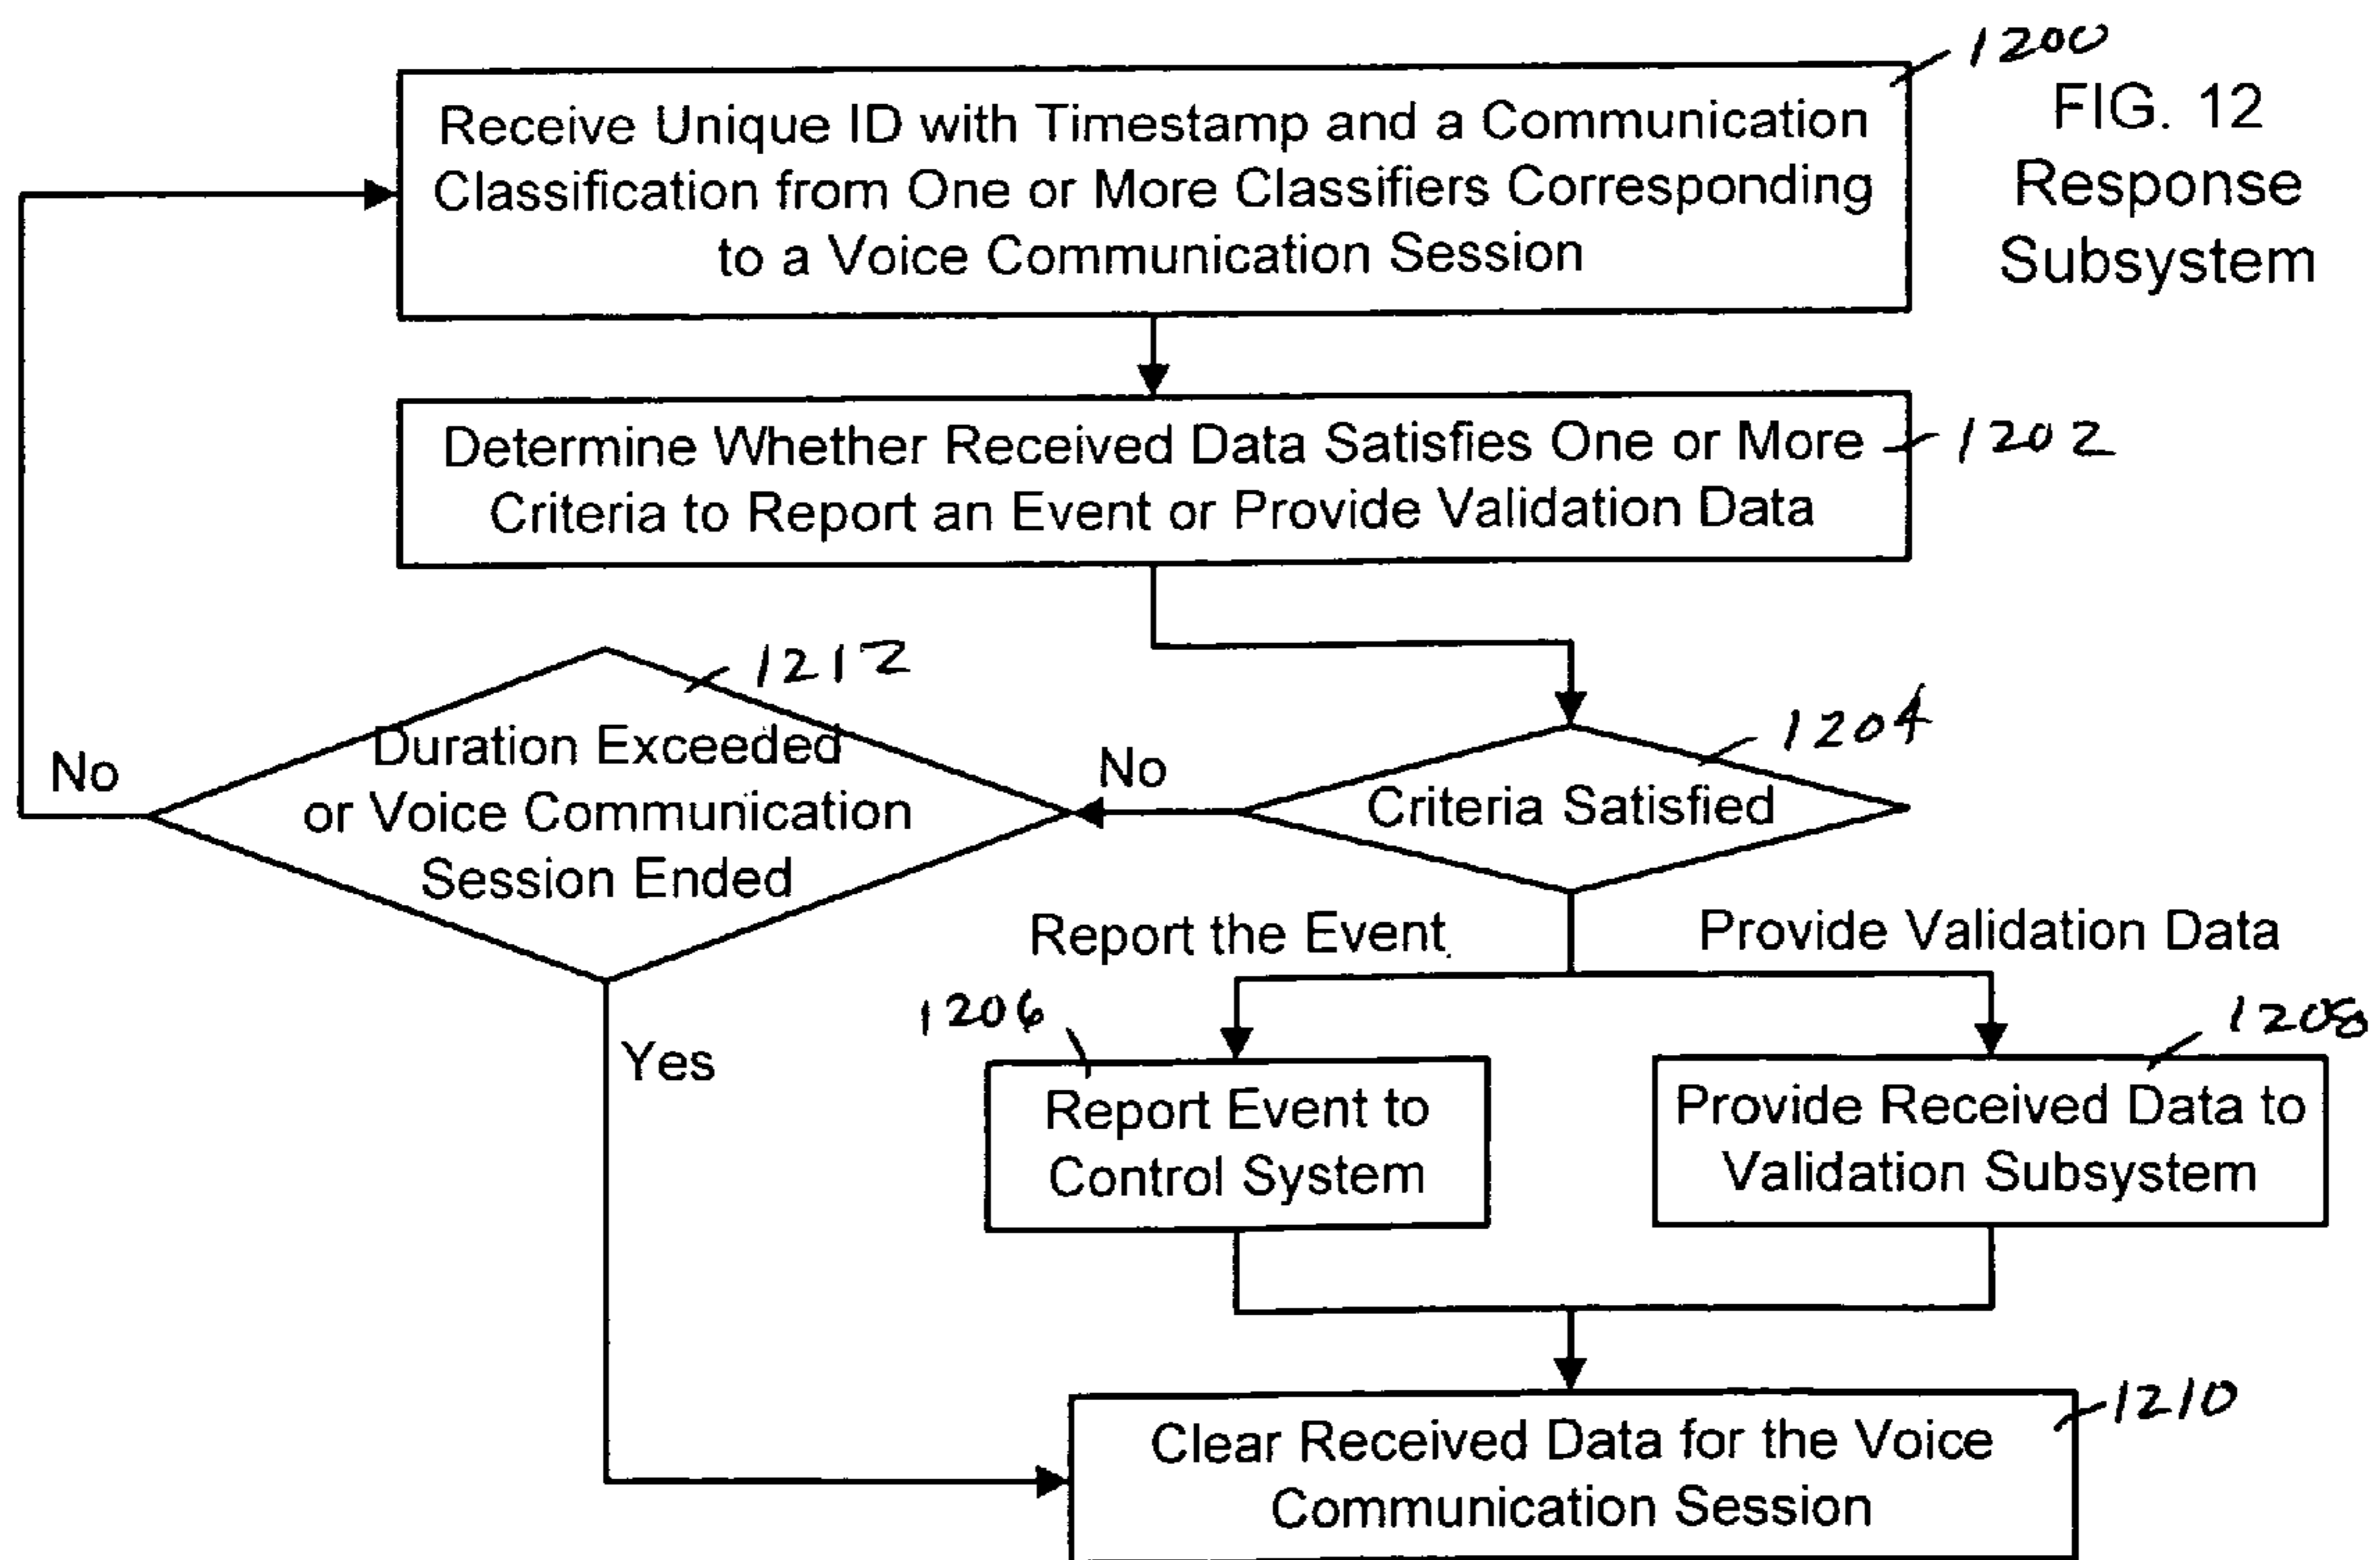 1200
FIG. 12
Response
Subsystem
Receive Unique ID with Timestamp and a Communication
Classification from One or More Classifiers Corresponding
to a Voice Communication Session
Determine Whether Received Data Satisfies One or More
Criteria to Report an Event or Provide Validation Data
1202
1212
Duration Exceeded
or Voice Communication
Session Ended
No
No
1204
Criteria Satisfied
Report the Event
Provide Validation Data
Yes
1206
Report Event to
Control System
1208
Provide Received Data to
Validation Subsystem
1210
Clear Received Data for the Voice
Communication Session